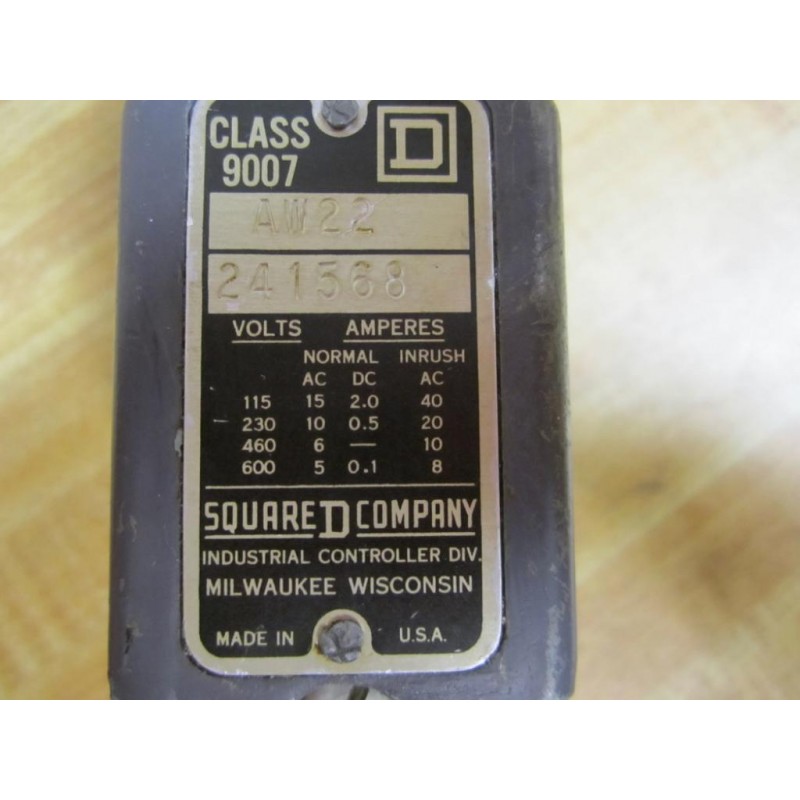 CLASS
9007
D
AW22
241568
VOLTS AMPERES
NORMAL INRUSH
AC DC AC
115 15 2.0 40
230 10 0.5 20
460 6 — 10
600 5 0.1 8
SQUARE D COMPANY
INDUSTRIAL CONTROLLER DIV.
MILWAUKEE WISCONSIN
MADE IN U.S.A.